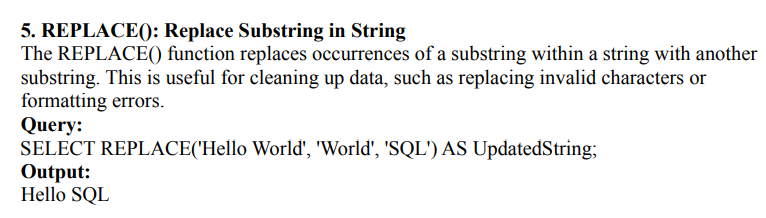 5. REPLACE(): Replace Substring in String
The REPLACE() function replaces occurrences of a substring within a string with another
substring. This is useful for cleaning up data, such as replacing invalid characters or
formatting errors.
Query:
SELECT REPLACE('Hello World', 'World', 'SQL') AS UpdatedString;
Output:
Hello SQL